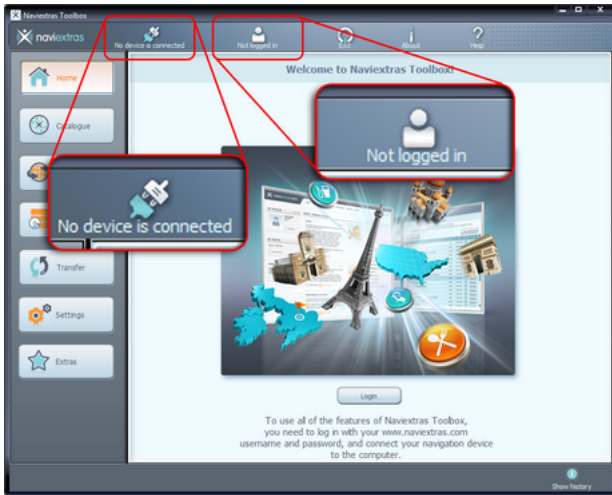 Naviextras Toolbox
naviextras
No device is connected
Not logged in
Exit
About
Help
Welcome to Naviextras Toolbox!
Home
Catalogue
Not logged in
No device is connected
Transfer
Settings
Extras
Login
To use all of the features of Naviextras Toolbox,
you need to log in with your www.naviextras.com
username and password, and connect your navigation device
to the computer.
Show history